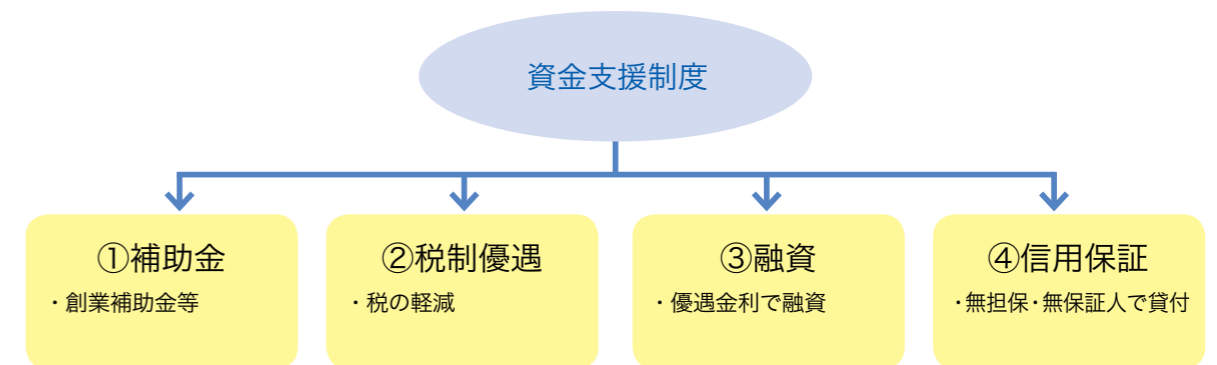 資金支援制度
①補助金
・創業補助金等
②税制優遇
・税の軽減
③融資
・優遇金利で融資
④信用保証
・無担保・無保証人で貸付